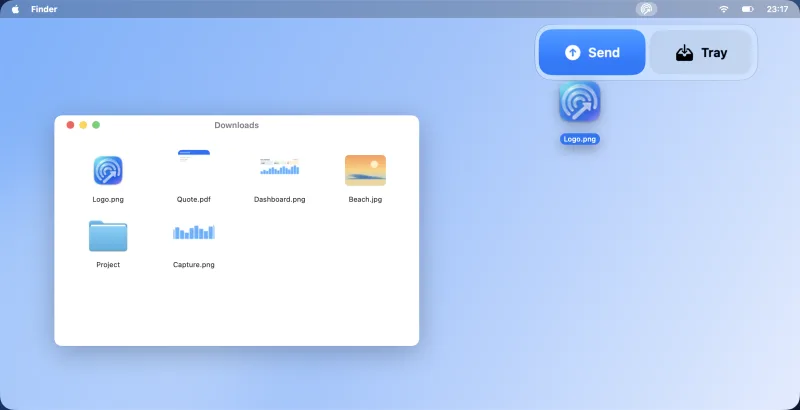 Finder
23:17
Send
Tray
Logo.png
Downloads
Logo.png
Quote.pdf
Dashboard.png
Beach.jpg
Project
Capture.png